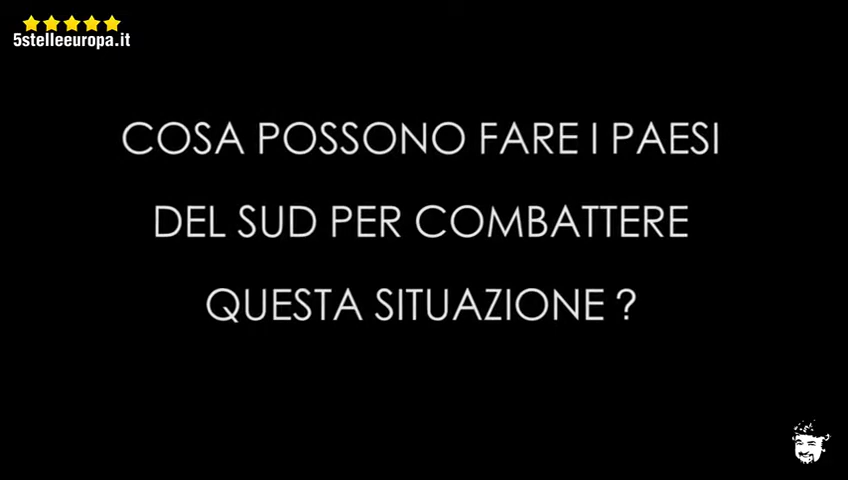 5stelleeuropa.it
COSA POSSONO FARE I PAESI
DEL SUD PER COMBATTERE
QUESTA SITUAZIONE ?